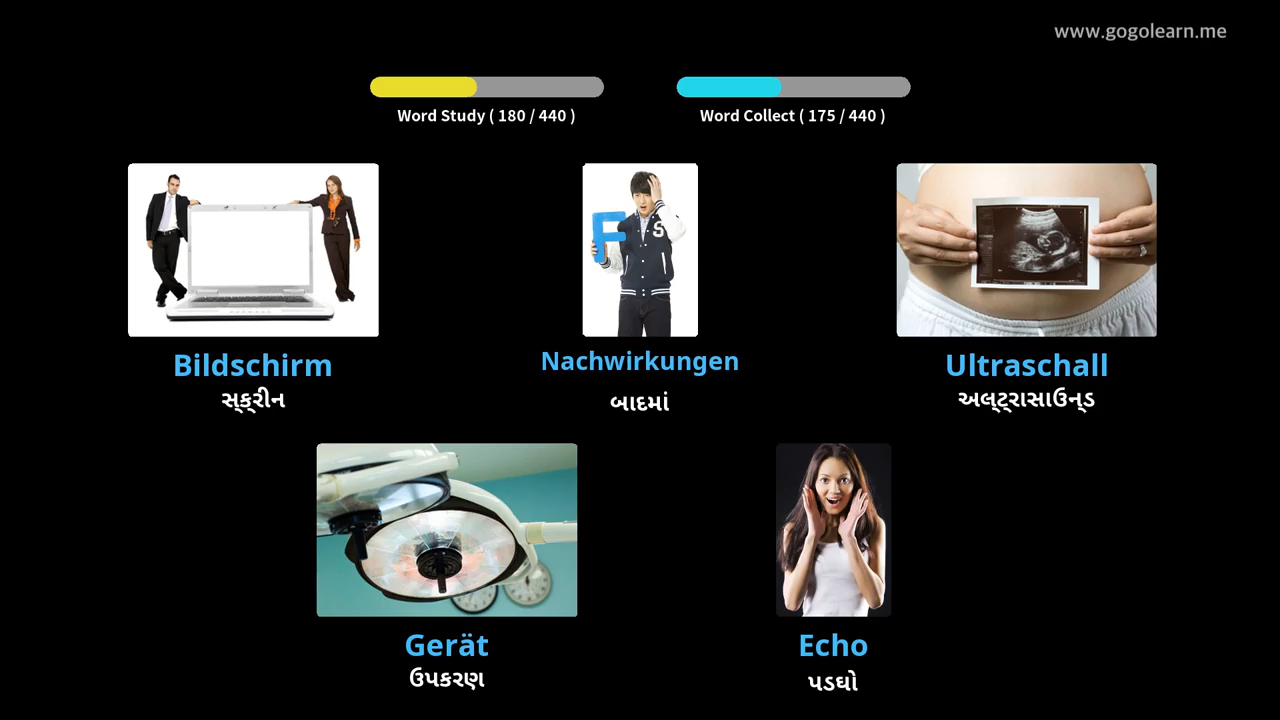 www.gogolearn.me
Word Study ( 180 / 440 )
Word Collect ( 175 / 440 )
F
S
Bildschirm
સ્ક્રીન
Nachwirkungen
બાદમાં
Ultraschall
અલ્ટ્રાસાઉન્ડ
Gerät
ઉપકરણ
Echo
પડઘો